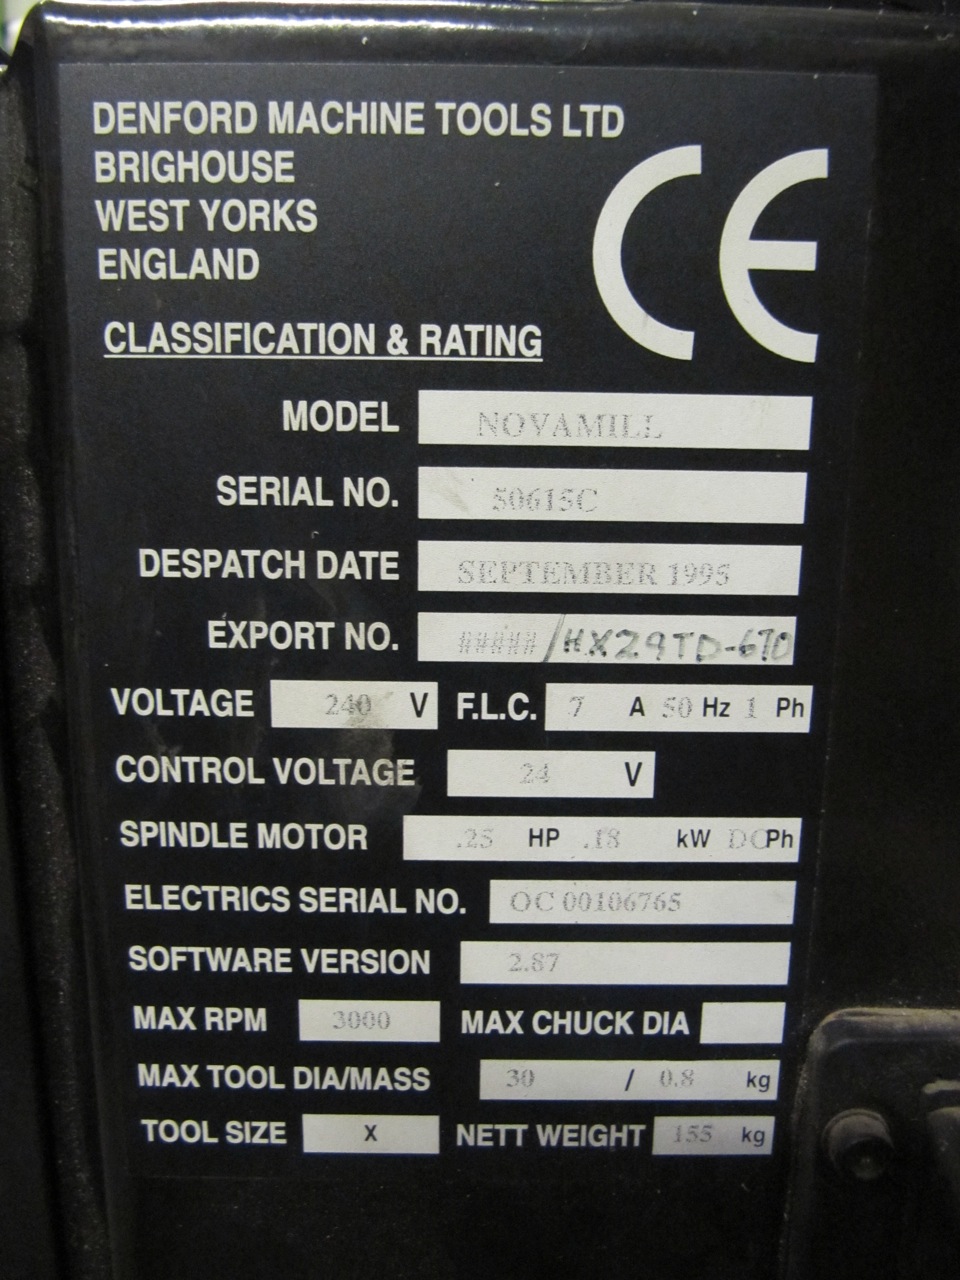 DENFORD MACHINE TOOLS LTD
BRIGHOUSE
WEST YORKS
ENGLAND
CE
CLASSIFICATION & RATING
MODEL NOVAMILL
SERIAL NO. 50615C
DESPATCH DATE SEPTEMBER 1995
EXPORT NO. #####/HX29TD-670
VOLTAGE 240 V F.L.C. 7 A 50 Hz 1 Ph
CONTROL VOLTAGE 24 V
SPINDLE MOTOR .25 HP .18 kW DC Ph
ELECTRICS SERIAL NO. OC 00106765
SOFTWARE VERSION 2.87
MAX RPM 3000 MAX CHUCK DIA
MAX TOOL DIA/MASS 30 / 0.8 kg
TOOL SIZE X NETT WEIGHT 155 kg